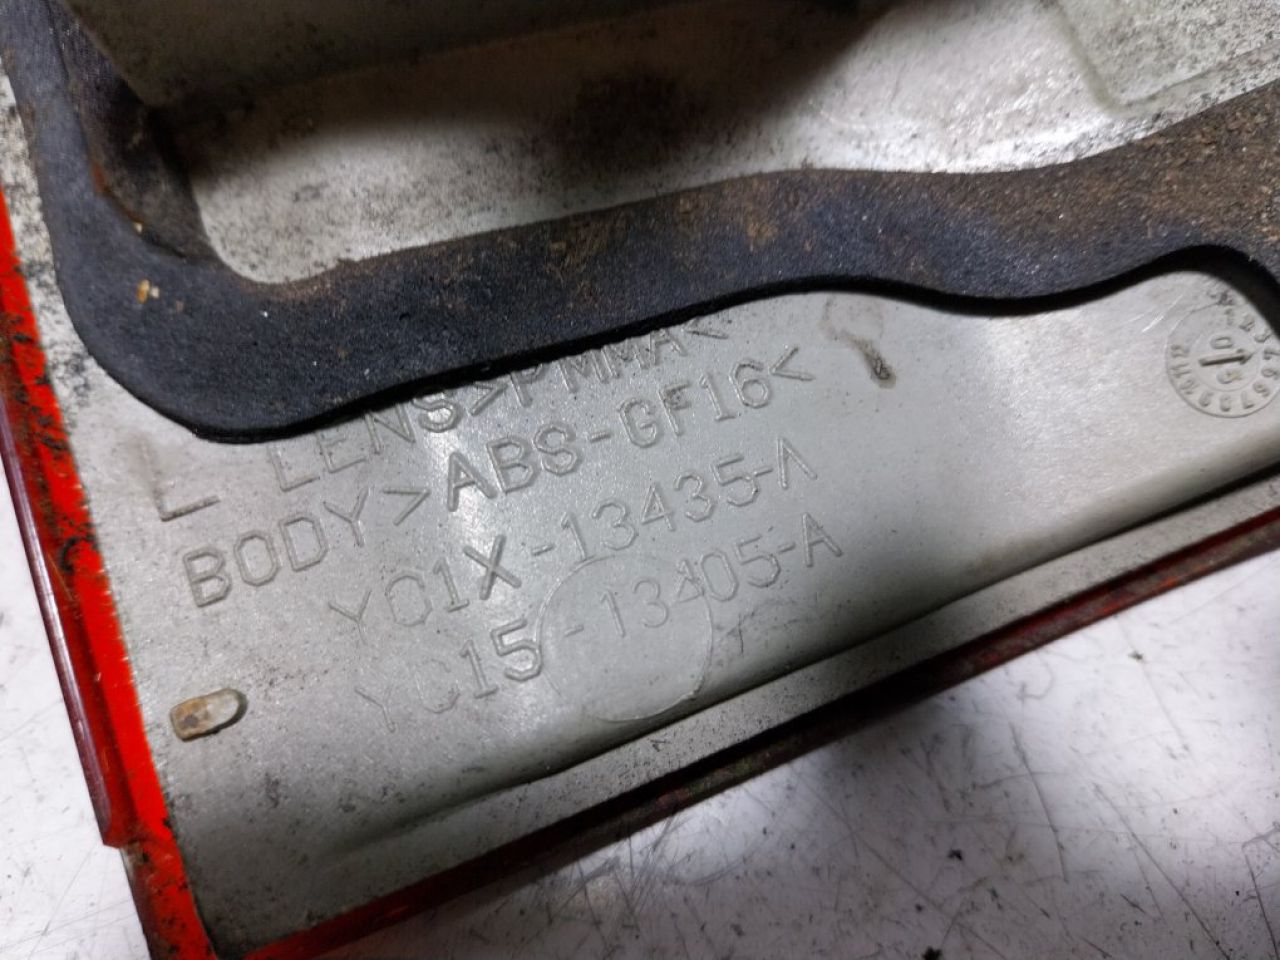 L LENS>PMMA<
BODY>ABS-GF16<
YC1X-13435-A
YC15-13405-A